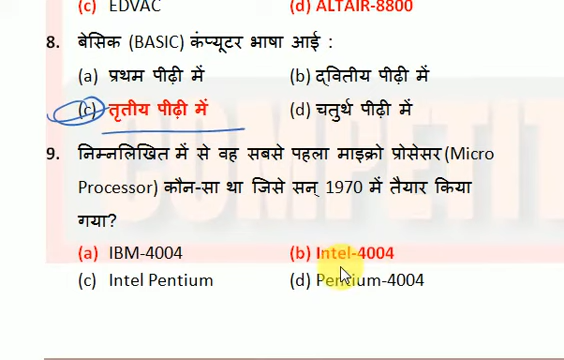 (c) EDVAC (d) ALTAIR-8800
8. बेसिक (BASIC) कंप्यूटर भाषा आई :
(a) प्रथम पीढ़ी में (b) द्वितीय पीढ़ी में
(c) तृतीय पीढ़ी में (d) चतुर्थ पीढ़ी में
9. निम्नलिखित में से वह सबसे पहला माइक्रो प्रोसेसर (Micro
Processor) कौन-सा था जिसे सन् 1970 में तैयार किया
गया?
(a) IBM-4004 (b) Intel-4004
(c) Intel Pentium (d) Pentium-4004